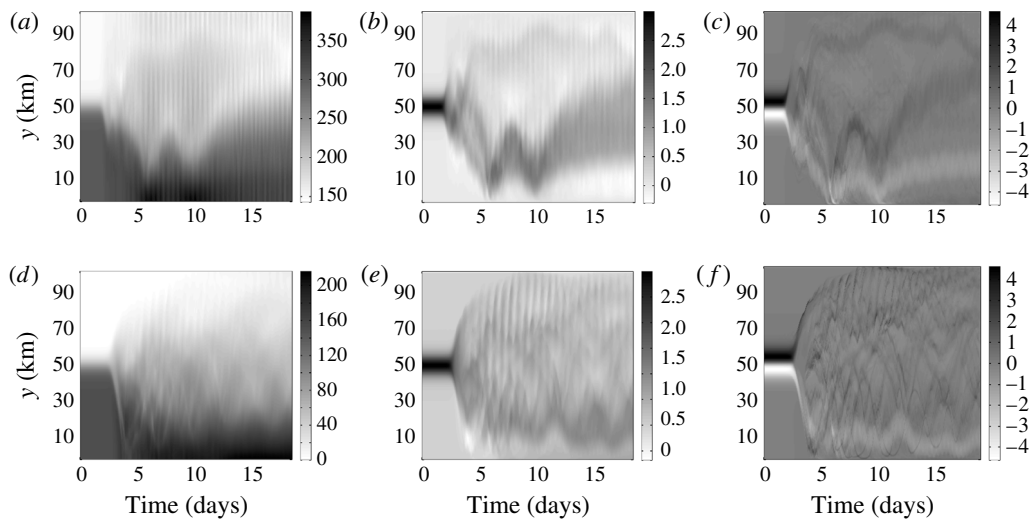 (a) (b) (c)
90 350 90 2.5 90 4
70 300 70 2.0 70 3
y (km) 50 50 1.5 50 2
30 250 30 1.0 30 1
10 200 10 0.5 10 0
150 0 −1
−2
−3
−4
0 5 10 15 0 5 10 15 0 5 10 15
(d) (e) (f)
90 200 90 2.5 90 4
70 160 70 2.0 70 3
y (km) 50 120 50 1.5 50 2
30 80 30 1.0 30 1
10 40 10 0.5 10 0
0 0 −1
−2
−3
−4
0 5 10 15 0 5 10 15 0 5 10 15
Time (days) Time (days) Time (days)